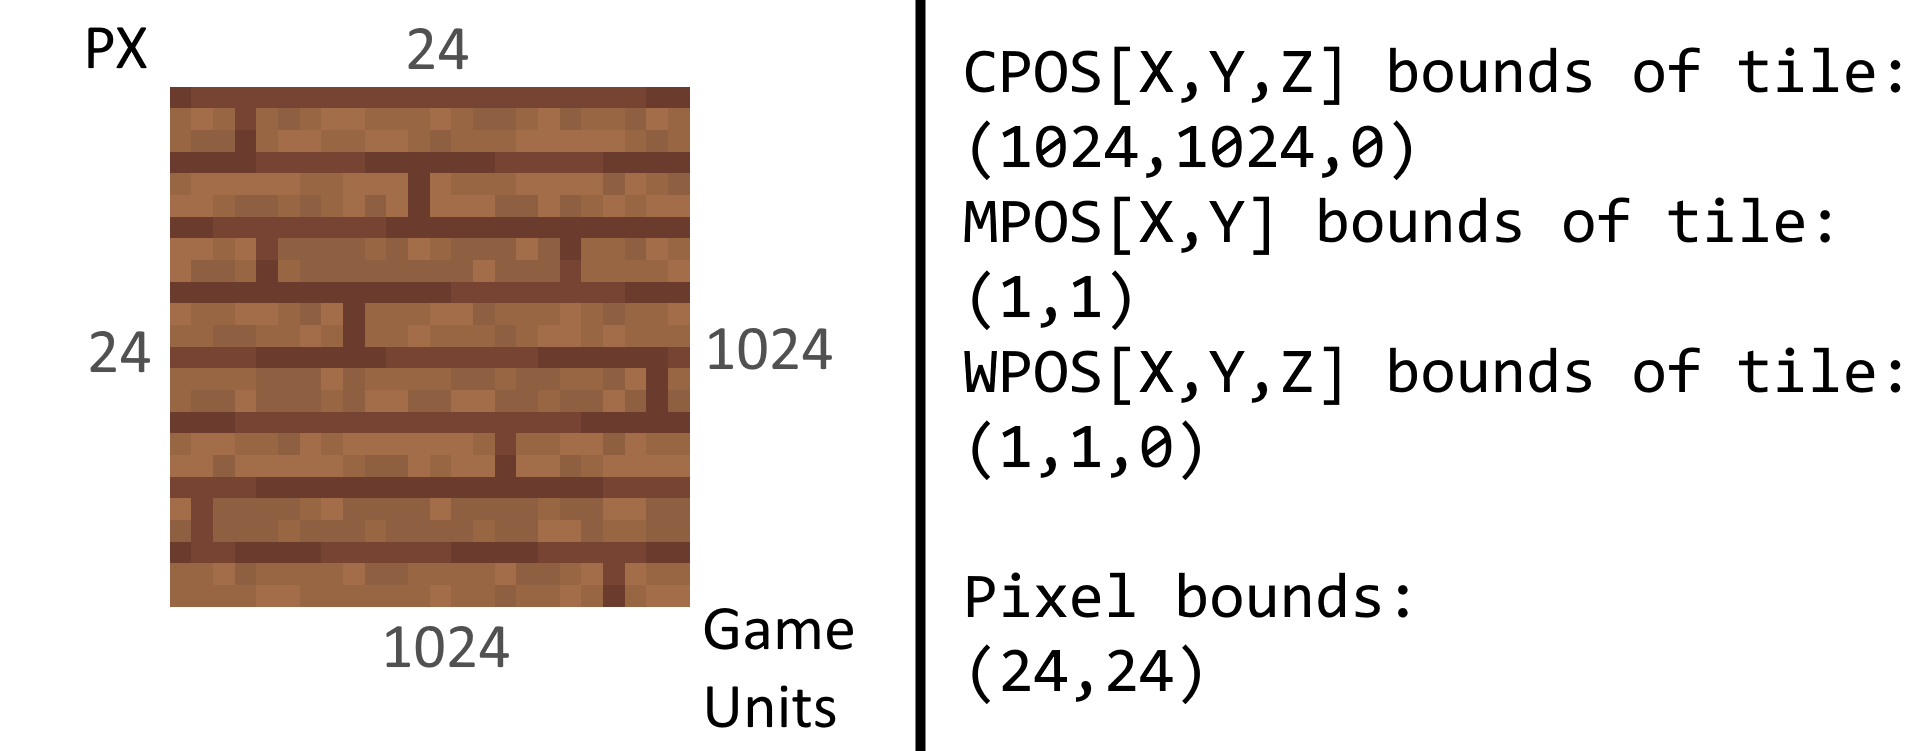 PX
24
24
1024
1024
Game
Units
CPOS[X,Y,Z] bounds of tile:
(1024,1024,0)
MPOS[X,Y] bounds of tile:
(1,1)
WPOS[X,Y,Z] bounds of tile:
(1,1,0)
Pixel bounds:
(24,24)